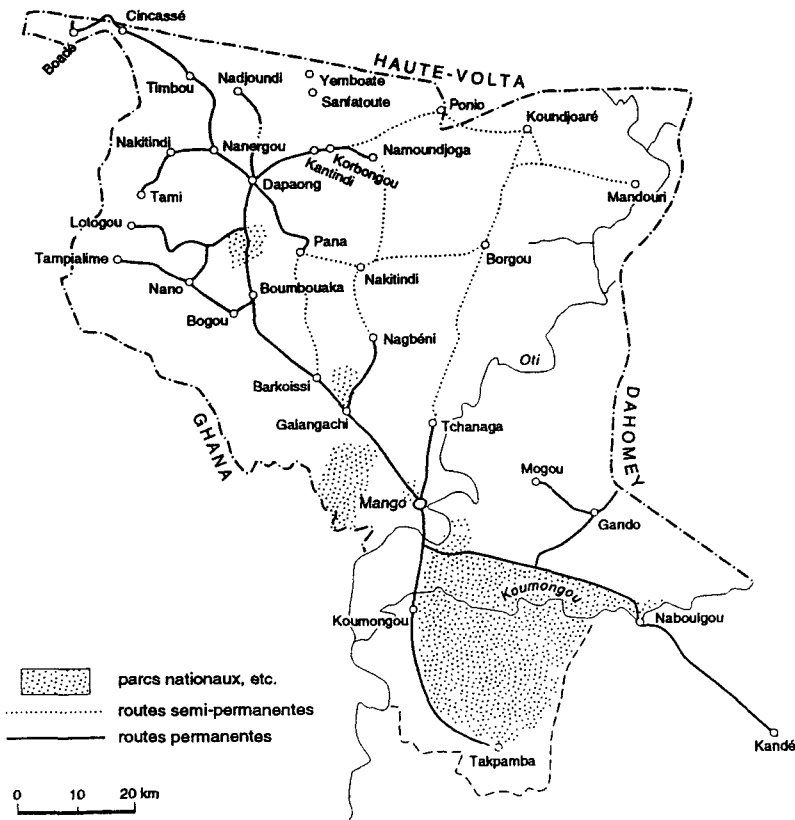 Cincassé
Boadé
HAUTE-VOLTA
Timbou
Nadjoundi
Yemboate
Sanfatoute
Ponio
Koundjoaré
Nakitindi
Nanergou
Namoundjoga
Korbongou
Kantindi
Dapaong
Tami
Mandouri
Lotogou
Pana
Borgou
Tampialime
Nakitindi
Nano
Boumbouaka
Bogou
Nagbéni
Oti
Barkoissi
DAHOMEY
Galangachi
GHANA
Tchanaga
Mogou
Mango
Gando
Koumongou
Koumongou
Naboulgou
parcs nationaux, etc.
routes semi-permanentes
routes permanentes
Kandé
Takpamba
0 10 20 km